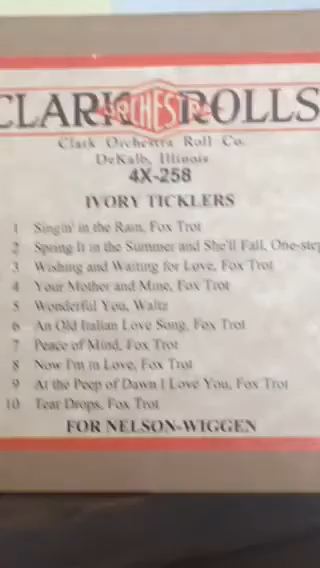 CLARK ORCHESTRA ROLLS
Clark Orchestra Roll Co.
DeKalb, Illinois
4X-258
IVORY TICKLERS
1 Singin' in the Rain, Fox Trot
2 Spring It in the Summer and She'll Fall, One-step
3 Wishing and Waiting for Love, Fox Trot
4 Your Mother and Mine, Fox Trot
5 Wonderful You, Waltz
6 An Old Italian Love Song, Fox Trot
7 Peace of Mind, Fox Trot
8 Now I'm in Love, Fox Trot
9 At the Peep of Dawn I Love You, Fox Trot
10 Tear Drops, Fox Trot
FOR NELSON-WIGGEN